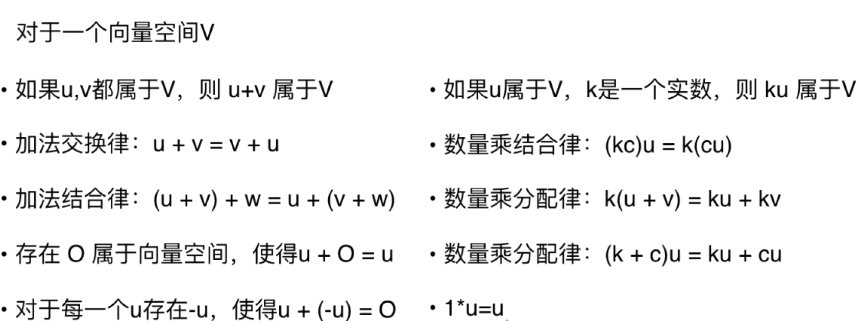 对于一个向量空间V
• 如果u,v都属于V，则 u+v 属于V
• 加法交换律：u + v = v + u
• 加法结合律：(u + v) + w = u + (v + w)
• 存在 O 属于向量空间，使得u + O = u
• 对于每一个u存在-u，使得u + (-u) = O
• 如果u属于V，k是一个实数，则 ku 属于V
• 数量乘结合律：(kc)u = k(cu)
• 数量乘分配律：k(u + v) = ku + kv
• 数量乘分配律：(k + c)u = ku + cu
• 1*u=u